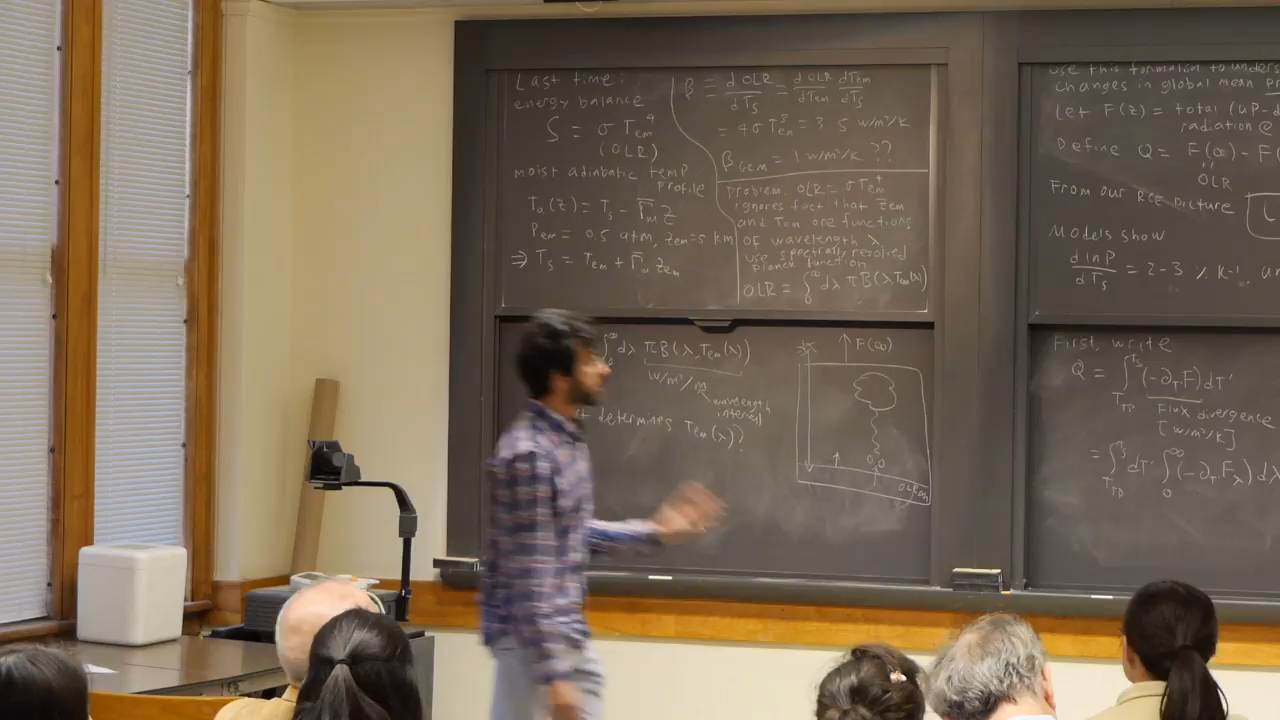 Last time:
energy balance
S = σ Tem⁴
(OLR)
moist adiabatic temp
profile
Ta(z) = Ts - Γ̄m z
Pem = 0.5 atm, zem=5 km
⇒ Ts = Tem + Γ̄m zem
β ≡ dOLR/dTs = dOLR/dTem dTem/dTs
= 4σ Tem³ = 3.5 W/m²/K
βGCM = 1 W/m²/K ??
problem. OLR = σTem⁴
ignores fact that zem
and Tem are functions
of wavelength λ
use spectrally resolved
Planck function
OLR = ∫₀^∞ dλ πB(λ,Tem(λ))
∫₀^∞ dλ πB(λ,Tem(λ))
W/m²/m
wavelength
interval
determines Tem(λ)?
F(∞)
ocean
Use this formalism to unders
changes in global mean P
Let F(z) = total (up-
radiation @
Define Q = F(∞) - F(
OLR
From our RCE picture
Models show
d ln P/dTs = 2-3 % K⁻¹,
First, write
Q = ∫_{TTP}^{Ts} (-∂T F)dT'
Flux divergence
[W/m²/K]
= ∫_{TTP}^{Ts} dT' ∫₀^∞ (-∂T' Fλ) dλ